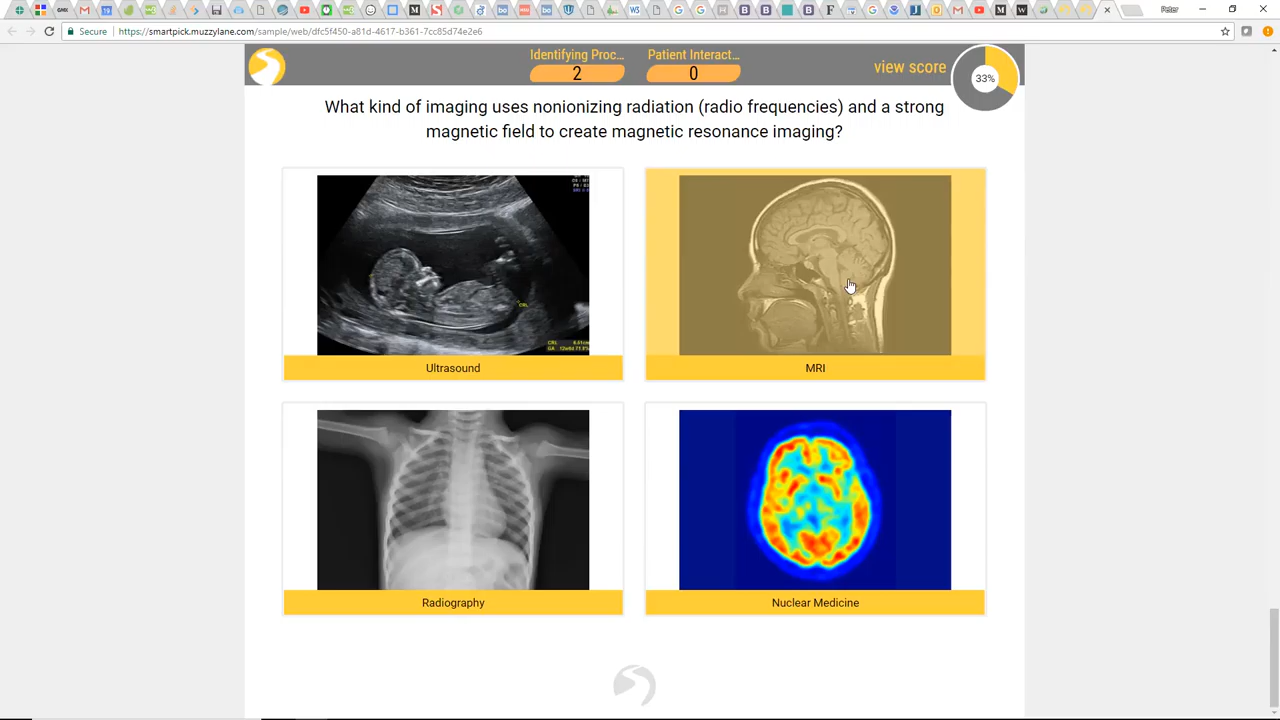 Peter
Secure
https://smartpick.muzzylane.com/sample/web/dfc5f450-a81d-4617-b361-7cc85d74e2e6
Identifying Proc...
2
Patient Interact...
0
view score
33%
What kind of imaging uses nonionizing radiation (radio frequencies) and a strong
magnetic field to create magnetic resonance imaging?
CRL
Ultrasound
MRI
Radiography
Nuclear Medicine